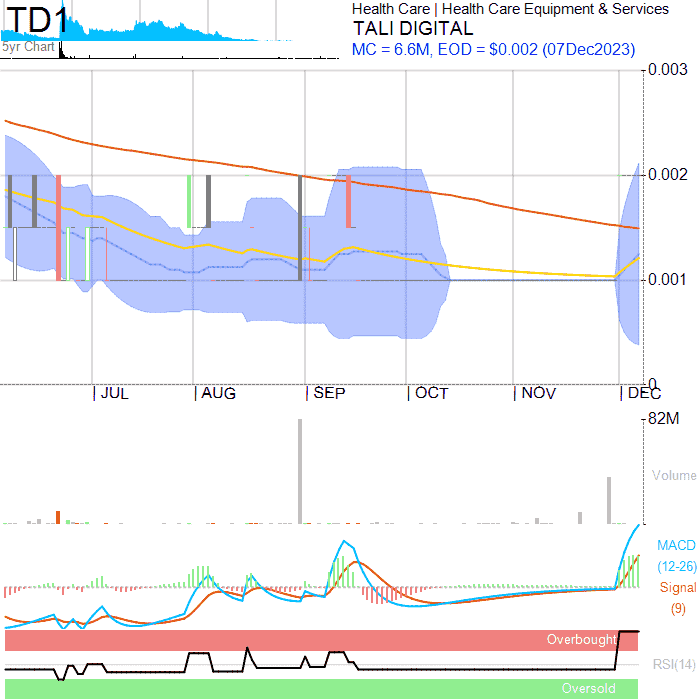 TD1
5yr Chart
Health Care | Health Care Equipment & Services
TALI DIGITAL
MC = 6.6M, EOD = $0.002 (07Dec2023)
0.003
0.002
0.001
0
JUL
AUG
SEP
OCT
NOV
DEC
82M
Volume
MACD
(12-26)
Signal
(9)
Overbought
RSI(14)
Oversold